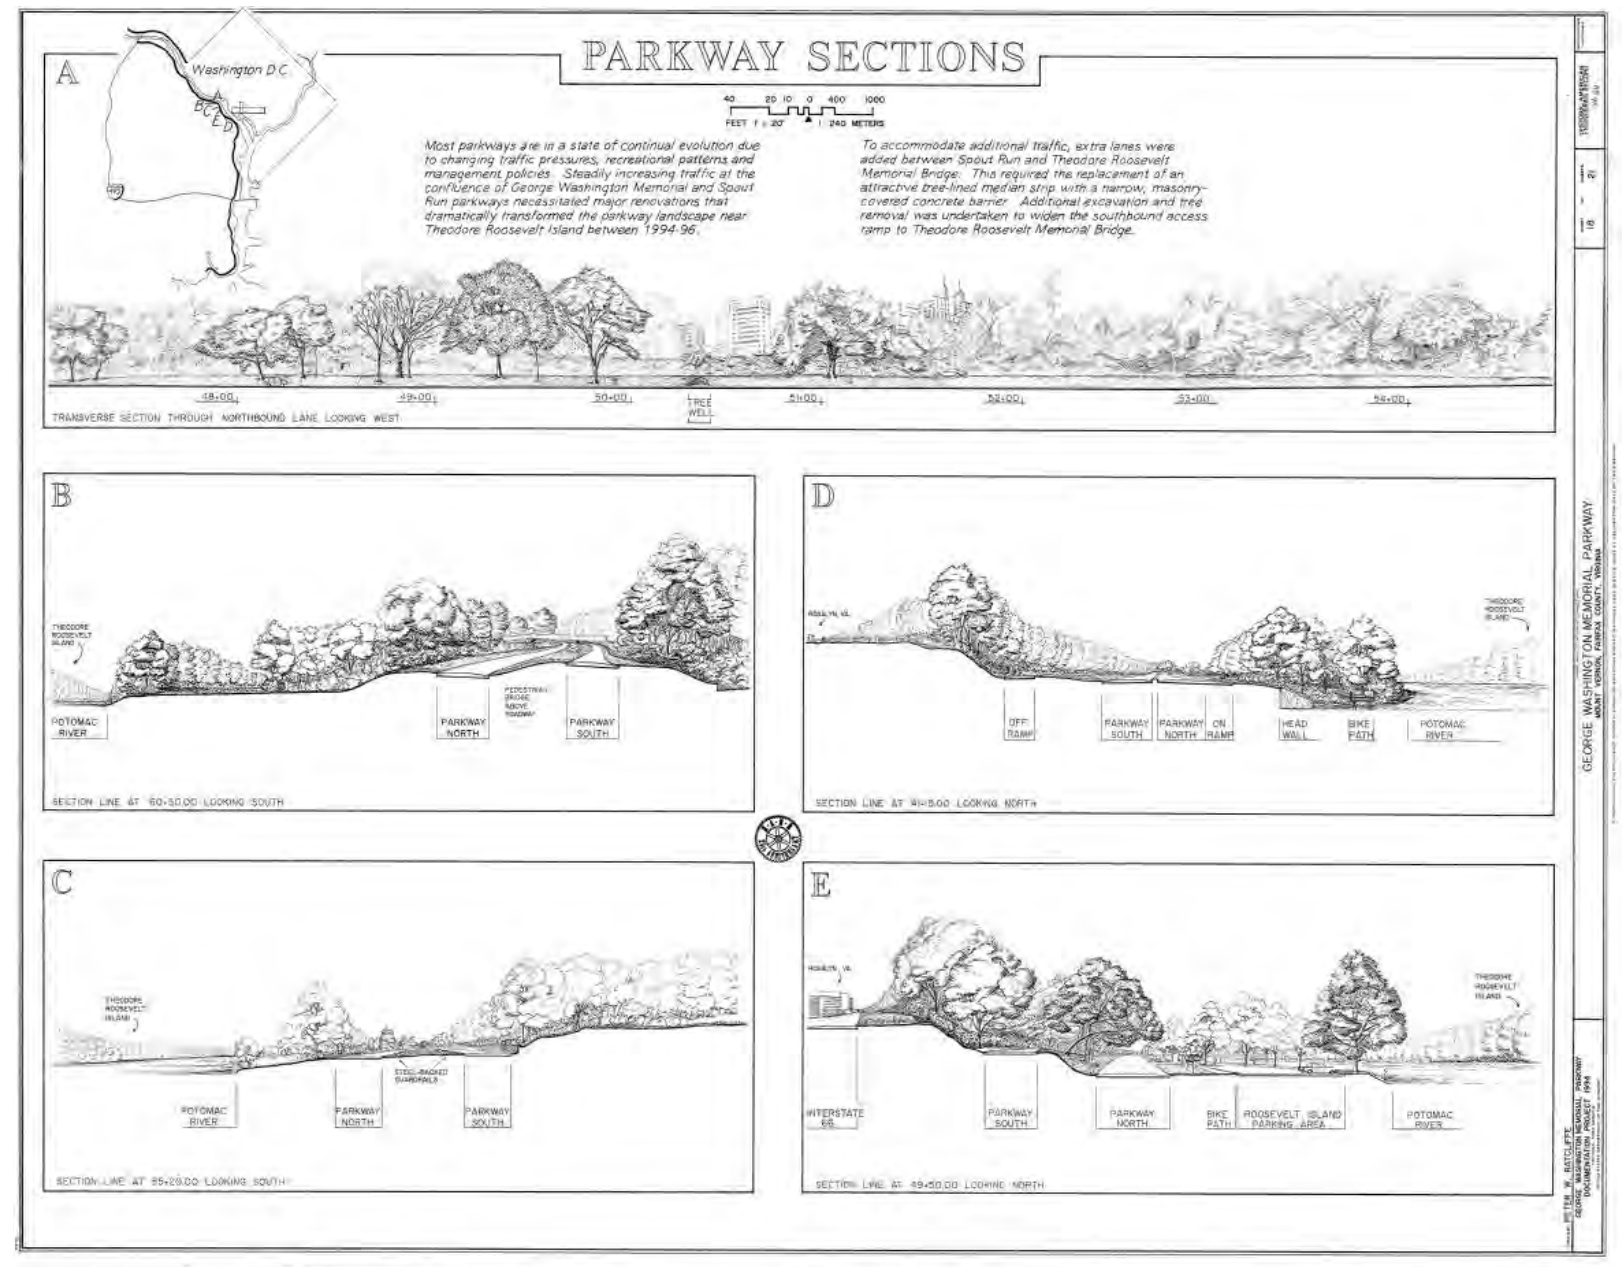 PARKWAY SECTIONS
A
Washington D C
A
B
C
E
D
495
40 20 10 0 400 1000
FEET 1"=20' 1:240 METERS
Most parkways are in a state of continual evolution due
to changing traffic pressures, recreational patterns and
management policies. Steadily increasing traffic at the
confluence of George Washington Memorial and Spout
Run parkways necessitated major renovations that
dramatically transformed the parkway landscape near
Theodore Roosevelt Island between 1994-96.
To accommodate additional traffic, extra lanes were
added between Spout Run and Theodore Roosevelt
Memorial Bridge. This required the replacement of an
attractive tree-lined median strip with a narrow, masonry-
covered concrete barrier. Additional excavation and tree
removal was undertaken to widen the southbound access
ramp to Theodore Roosevelt Memorial Bridge.
48+00 49+00 50+00 TREE WELL 51+00 52+00 53+00 54+00
TRANSVERSE SECTION THROUGH NORTHBOUND LANE LOOKING WEST
B
THEODORE
ROOSEVELT
ISLAND
POTOMAC
RIVER
PARKWAY
NORTH
PEDESTRIAN
BRIDGE
ABOVE
ROADWAY
PARKWAY
SOUTH
SECTION LINE AT 60+50.00 LOOKING SOUTH
D
ROSSLYN, VA.
THEODORE
ROOSEVELT
ISLAND
OFF
RAMP
PARKWAY
SOUTH
PARKWAY
NORTH
ON
RAMP
HEAD
WALL
BIKE
PATH
POTOMAC
RIVER
SECTION LINE AT 41+15.00 LOOKING NORTH
C
THEODORE
ROOSEVELT
ISLAND
STEEL-BACKED
GUARDRAILS
POTOMAC
RIVER
PARKWAY
NORTH
PARKWAY
SOUTH
SECTION LINE AT 55+20.00 LOOKING SOUTH
E
ROSSLYN, VA.
THEODORE
ROOSEVELT
ISLAND
INTERSTATE
66
PARKWAY
SOUTH
PARKWAY
NORTH
BIKE
PATH
ROOSEVELT ISLAND
PARKING AREA
POTOMAC
RIVER
SECTION LINE AT 49+50.00 LOOKING NORTH
18 21
GEORGE WASHINGTON MEMORIAL PARKWAY
MOUNT VERNON, FAIRFAX COUNTY, VIRGINIA
PETER W. RATCLIFFE
GEORGE WASHINGTON MEMORIAL PARKWAY
DOCUMENTATION PROJECT 1994